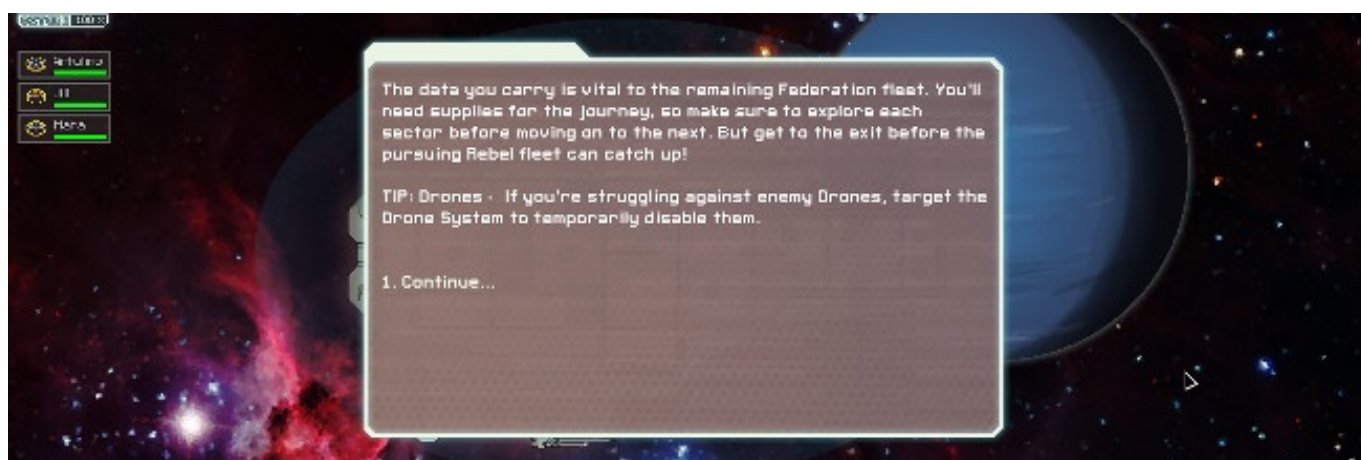 100%
The data you carry is vital to the remaining Federation fleet. You'll
need supplies for the journey, so make sure to explore each
sector before moving on to the next. But get to the exit before the
pursuing Rebel fleet can catch up!
TIP: Drones - If you're struggling against enemy Drones, target the
Drone System to temporarily disable them.
1. Continue...